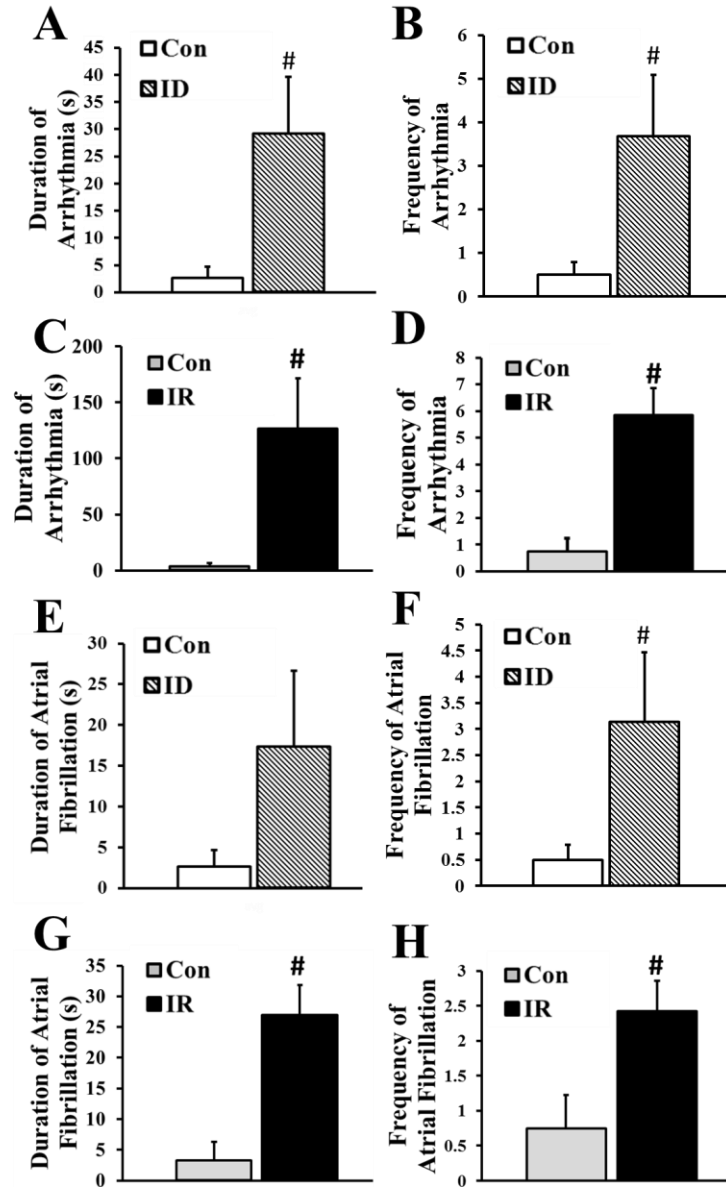 A
Duration of
Arrhythmia (s)
45
40
35
30
25
20
15
10
5
0
Con
ID
#
B
Frequency of
Arrhythmia
6
5
4
3
2
1
0
Con
ID
#
C
Duration of
Arrhythmia (s)
200
150
100
50
0
Con
IR
#
D
Frequency of
Arrhythmia
8
7
6
5
4
3
2
1
0
Con
IR
#
E
Duration of Atrial
Fibrillation (s)
30
25
20
15
10
5
0
Con
ID
F
Frequency of Atrial
Fibrillation
5
4.5
4
3.5
3
2.5
2
1.5
1
0.5
0
Con
ID
#
G
Duration of Atrial
Fibrillation (s)
35
30
25
20
15
10
5
0
Con
IR
#
H
Frequency of
Atrial Fibrillation
3
2.5
2
1.5
1
0.5
0
Con
IR
#